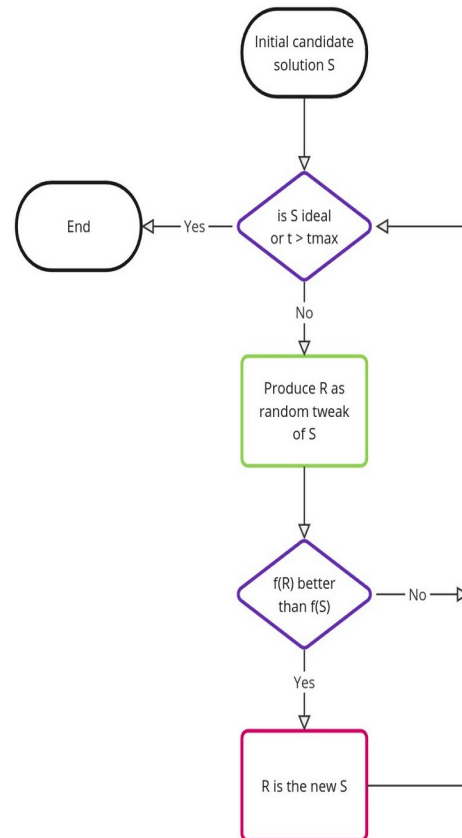 Initial candidate
solution S
is S ideal
or t > tmax
Yes
End
No
Produce R as
random tweak
of S
f(R) better
than f(S)
No
Yes
R is the new S